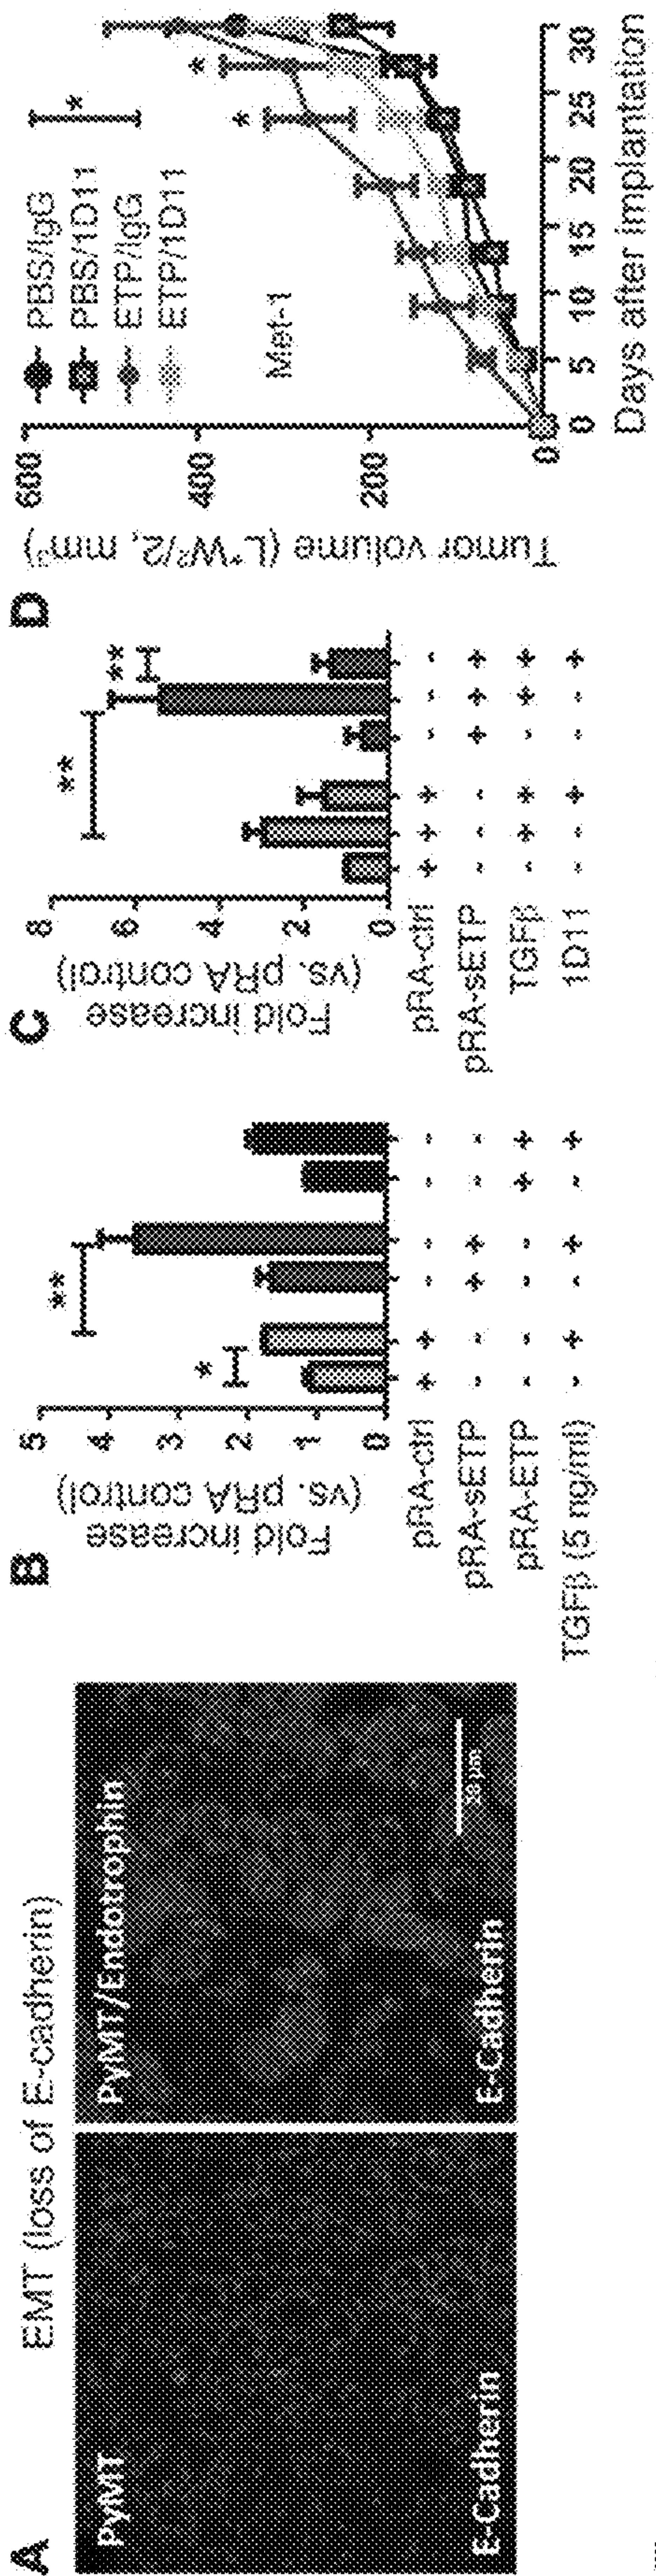 A
EMT (loss of E-cadherin)
PyMT
E-Cadherin
PyMT/Endotrophin
E-Cadherin
20 µm
B
Fold increase
(vs. pRA control)
5
4
3
2
1
0
* **
pRA-ctrl + + - - - -
pRA-sETP - - + + - -
pRA-ETP - - - - + +
TGFβ (5 ng/ml) - + - + - +
C
Fold increase
(vs. pRA control)
8
6
4
2
0
** **
pRA-ctrl + + + - - -
pRA-sETP - - - + + +
TGFβ - + + - + +
1D11 - - + - - +
D
Tumor volume (L*W²/2, mm³)
600
400
200
0
PBS/IgG
PBS/1D11
ETP/IgG
ETP/1D11
*
* *
Met-1
0 5 10 15 20 25 30
Days after implantation